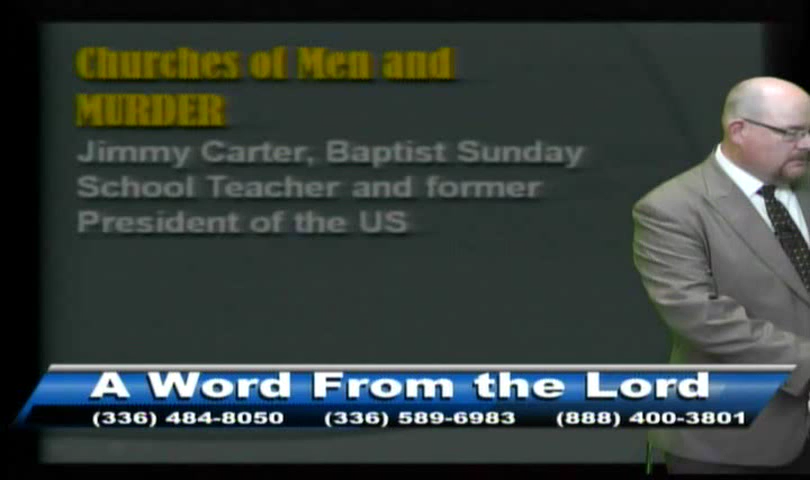 Churches of Men and
MURDER
Jimmy Carter, Baptist Sunday
School Teacher and former
President of the US
A Word From the Lord
(336) 484-8050 (336) 589-6983 (888) 400-3801